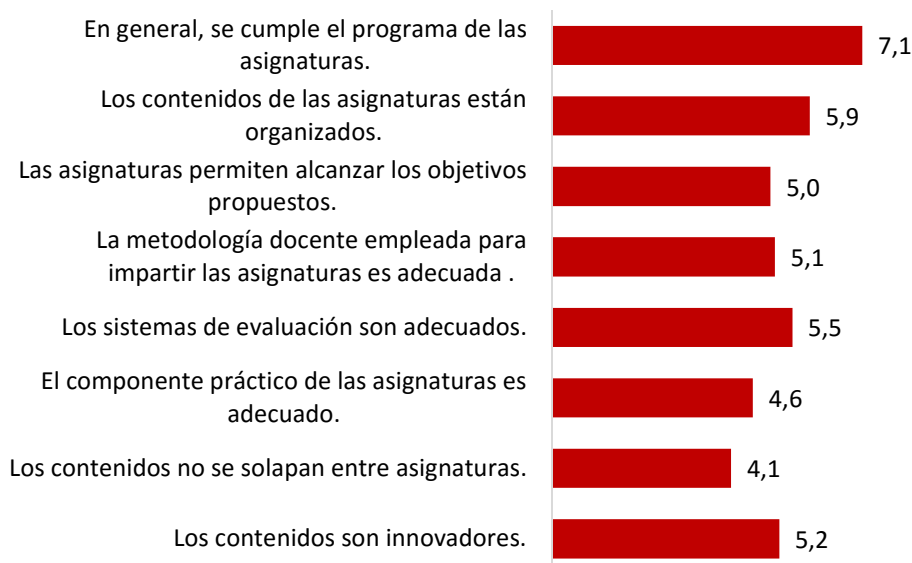 En general, se cumple el programa de las
asignaturas.
7,1
Los contenidos de las asignaturas están
organizados.
5,9
Las asignaturas permiten alcanzar los objetivos
propuestos.
5,0
La metodología docente empleada para
impartir las asignaturas es adecuada .
5,1
Los sistemas de evaluación son adecuados.
5,5
El componente práctico de las asignaturas es
adecuado.
4,6
Los contenidos no se solapan entre asignaturas.
4,1
Los contenidos son innovadores.
5,2